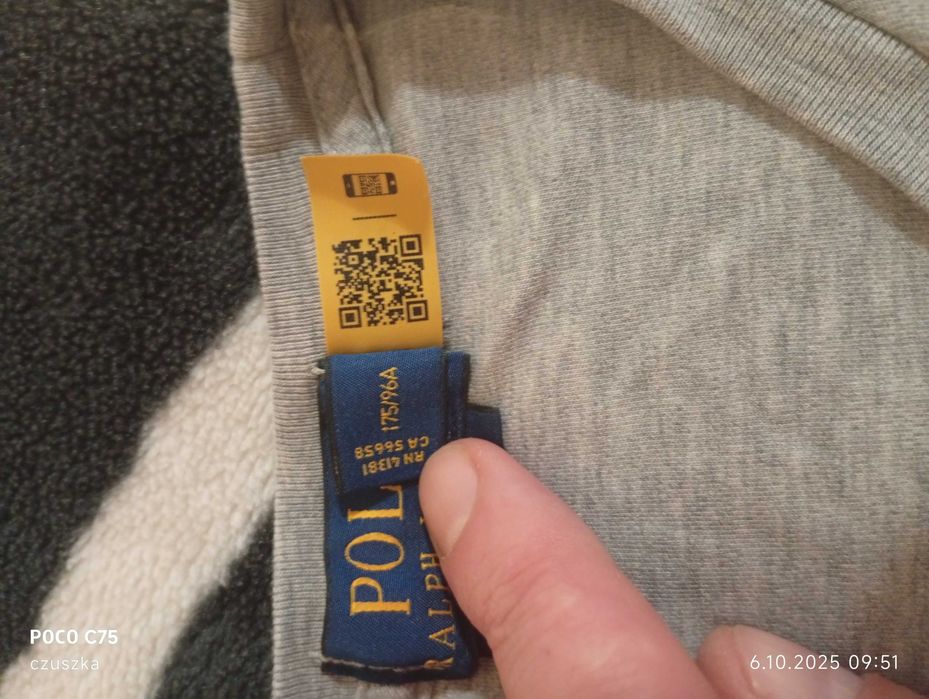 175/96A
RN 41381
CA 56658
POL
RALPH
POCO C75
czuszka
6.10.2025 09:51